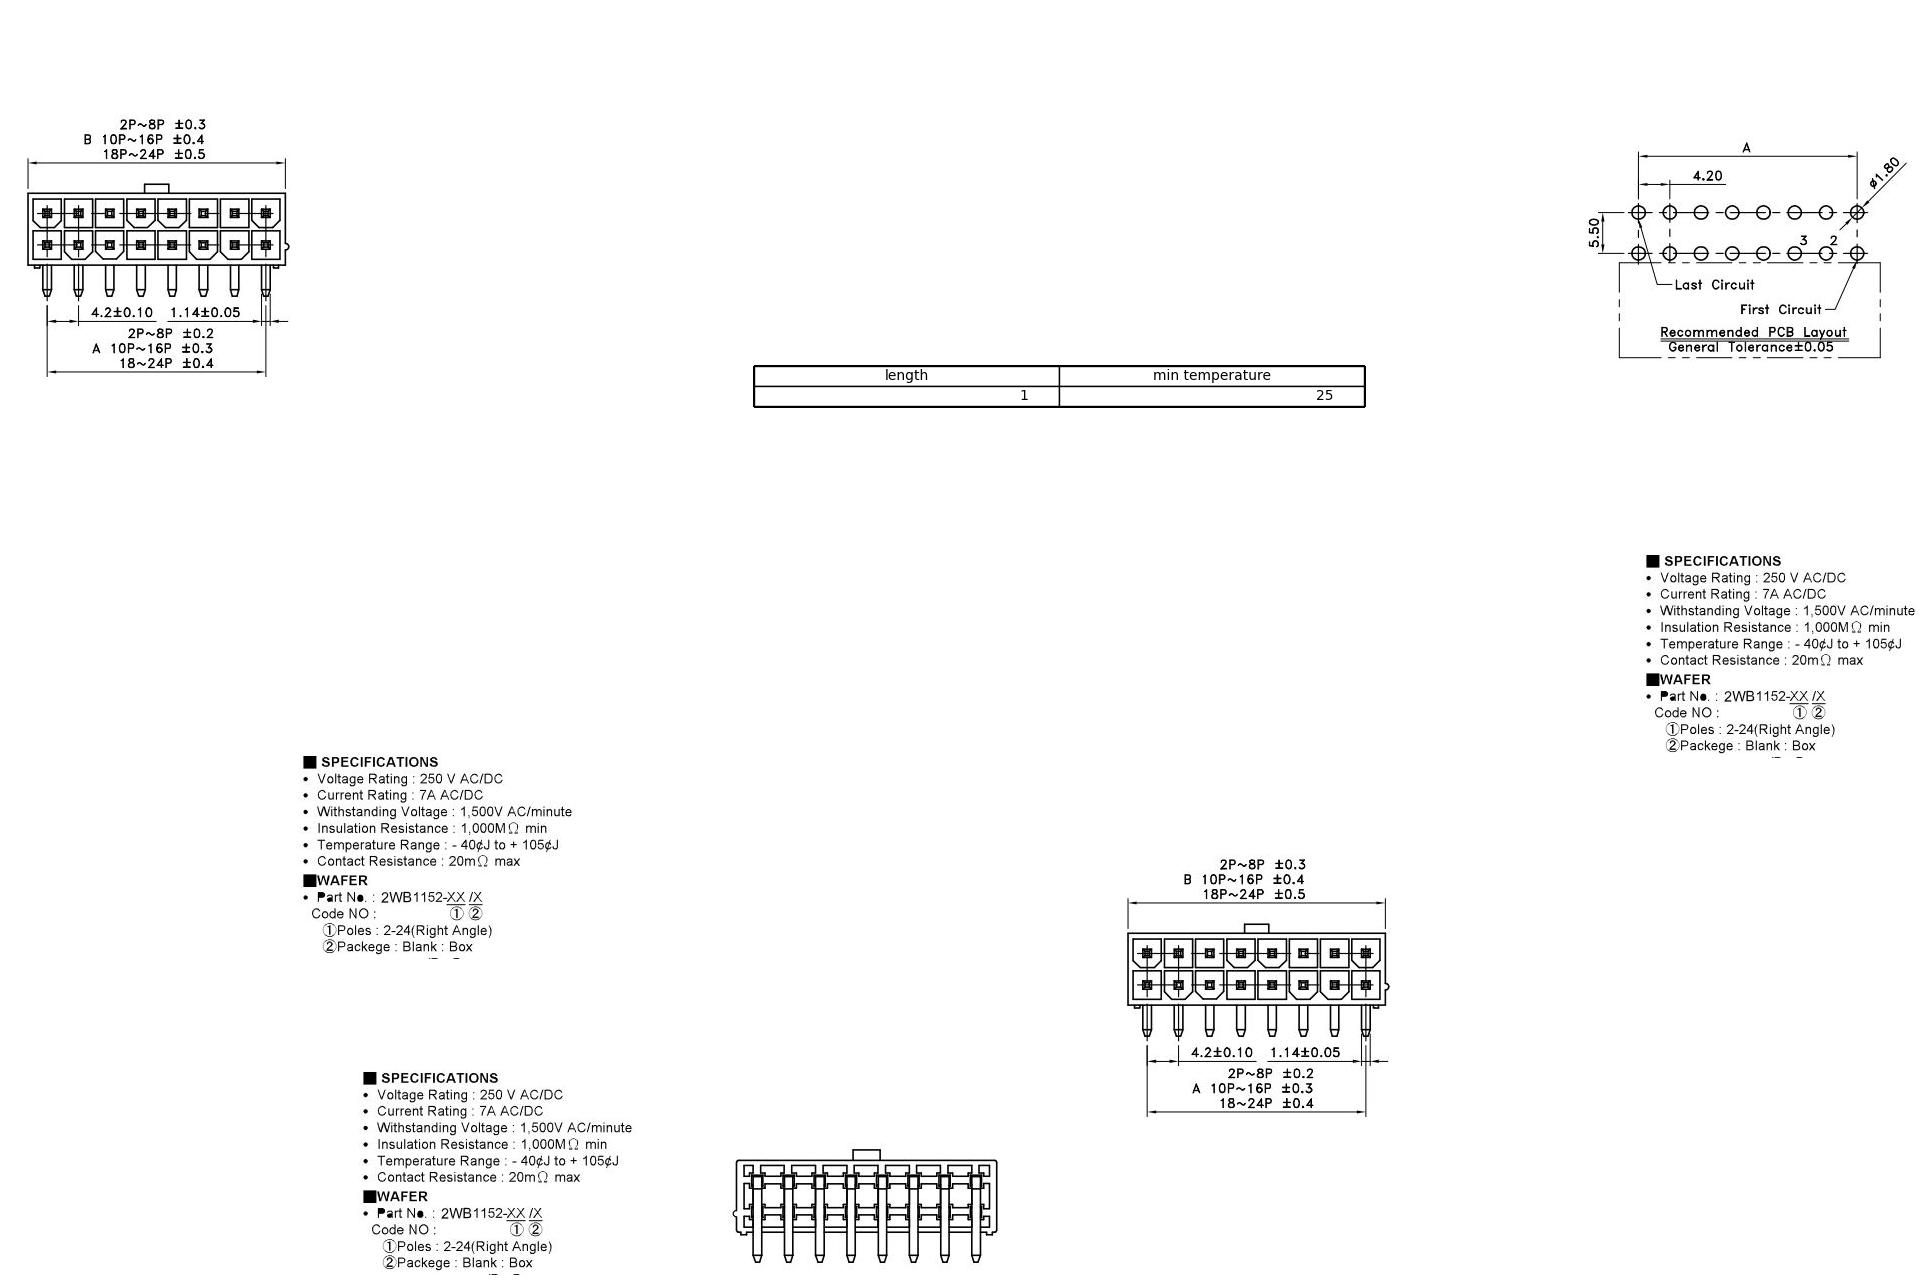 2P~8P ±0.3
B 10P~16P ±0.4
18P~24P ±0.5
4.2±0.10 1.14±0.05
2P~8P ±0.2
A 10P~16P ±0.3
18~24P ±0.4
A
4.20
ø1.80
5.50
3 2
Last Circuit
First Circuit
Recommended PCB Layout
General Tolerance±0.05
length min temperature
1 25
■ SPECIFICATIONS
• Voltage Rating : 250 V AC/DC
• Current Rating : 7A AC/DC
• Withstanding Voltage : 1,500V AC/minute
• Insulation Resistance : 1,000MΩ min
• Temperature Range : - 40¢J to + 105¢J
• Contact Resistance : 20mΩ max
■WAFER
• Part No. : 2WB1152-XX /X
Code NO : ① ②
①Poles : 2-24(Right Angle)
②Packege : Blank : Box
■ SPECIFICATIONS
• Voltage Rating : 250 V AC/DC
• Current Rating : 7A AC/DC
• Withstanding Voltage : 1,500V AC/minute
• Insulation Resistance : 1,000MΩ min
• Temperature Range : - 40¢J to + 105¢J
• Contact Resistance : 20mΩ max
■WAFER
• Part No. : 2WB1152-XX /X
Code NO : ① ②
①Poles : 2-24(Right Angle)
②Packege : Blank : Box
2P~8P ±0.3
B 10P~16P ±0.4
18P~24P ±0.5
4.2±0.10 1.14±0.05
2P~8P ±0.2
A 10P~16P ±0.3
18~24P ±0.4
■ SPECIFICATIONS
• Voltage Rating : 250 V AC/DC
• Current Rating : 7A AC/DC
• Withstanding Voltage : 1,500V AC/minute
• Insulation Resistance : 1,000MΩ min
• Temperature Range : - 40¢J to + 105¢J
• Contact Resistance : 20mΩ max
■WAFER
• Part No. : 2WB1152-XX /X
Code NO : ① ②
①Poles : 2-24(Right Angle)
②Packege : Blank : Box